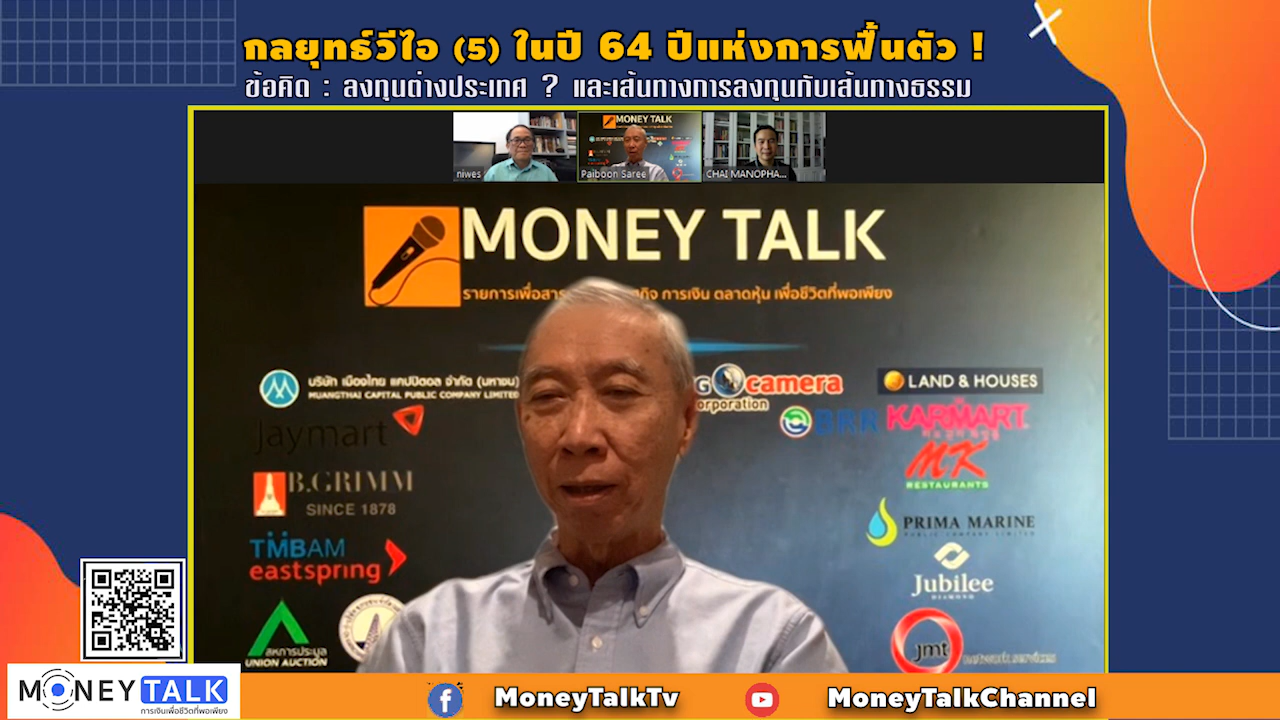 กลยุทธ์วีไอ (5) ในปี 64 ปีแห่งการฟื้นตัว !
ข้อคิด : ลงทุนต่างประเทศ ? และเส้นทางการลงทุนกับเส้นทางธรรม
MONEY TALK
niwes
Paiboon Saree
CHAI MANOPHA...
MONEY TALK
รายการเพื่อสาร
กิจ การเงิน ตลาดหุ้น เพื่อชีวิตที่พอเพียง
บริษัท เมืองไทย แคปปิตอล จำกัด (มหาชน)
MUANGTHAI CAPITAL PUBLIC COMPANY LIMITED
G camera
orporation
LAND & HOUSES
Jaymart
BRR
KARMART
MK
RESTAURANTS
B.GRIMM
SINCE 1878
PRIMA MARINE
PUBLIC COMPANY LIMITED
TMBAM
eastspring
Jubilee
DIAMOND
สหการประมูล
UNION AUCTION
jmt
network services
MONEY TALK
การเงินเพื่อชีวิตที่พอเพียง
MoneyTalkTv
MoneyTalkChannel